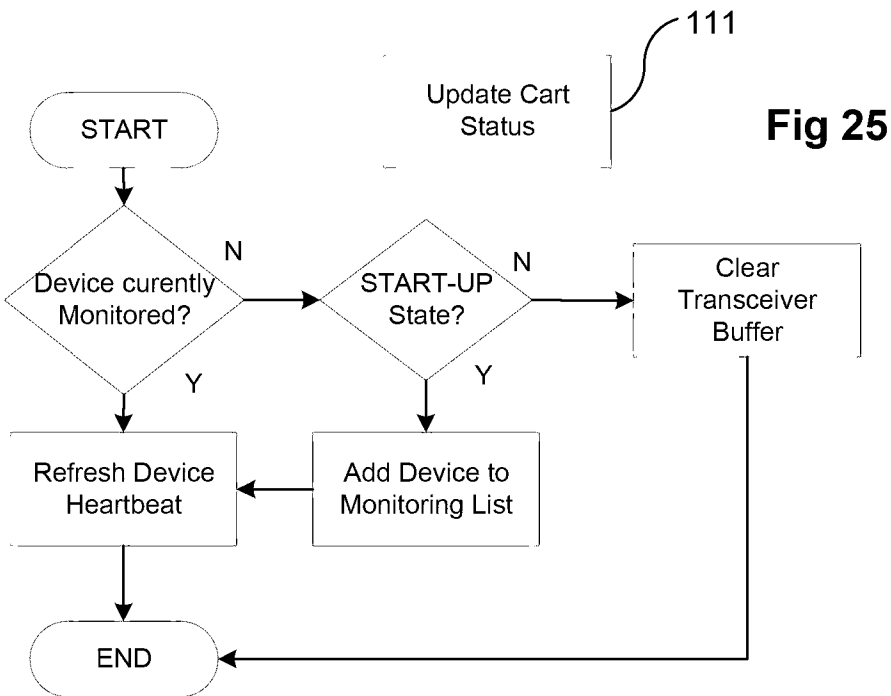 111
Update Cart
Status
Fig 25
START
Device curently
Monitored?
N
START-UP
State?
N
Clear
Transceiver
Buffer
Y
Y
Refresh Device
Heartbeat
Add Device to
Monitoring List
END